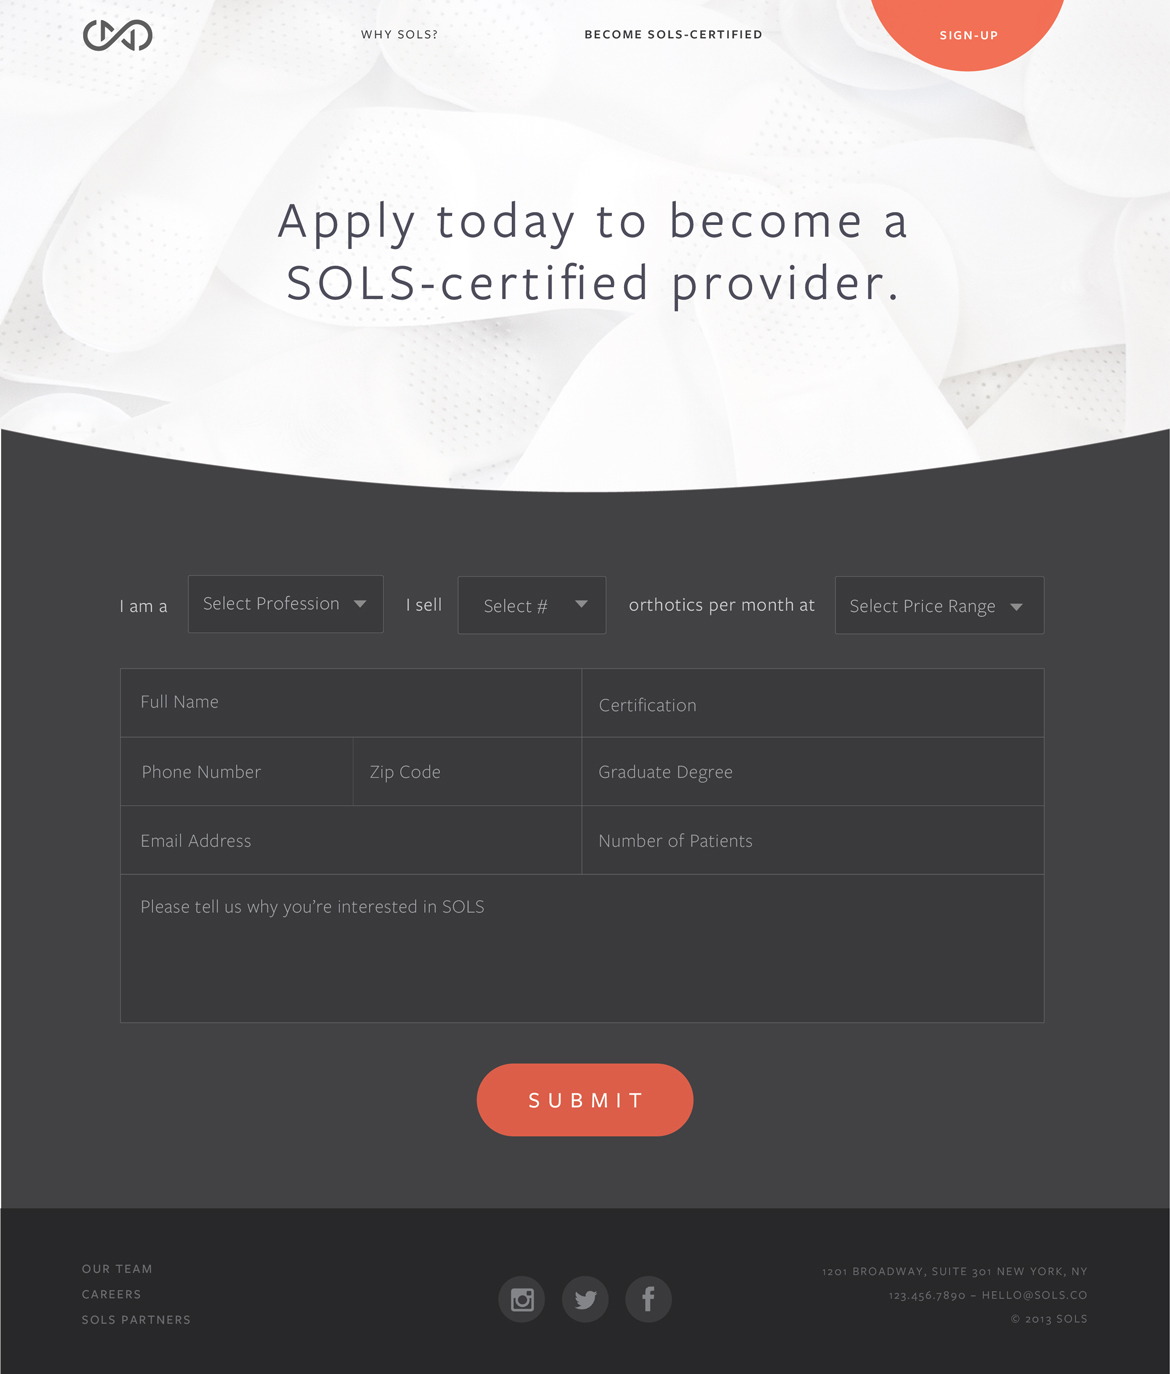 WHY SOLS?
BECOME SOLS-CERTIFIED
SIGN-UP
Apply today to become a
SOLS-certified provider.
I am a
Select Profession
I sell
Select #
orthotics per month at
Select Price Range
Full Name
Certification
Phone Number
Zip Code
Graduate Degree
Email Address
Number of Patients
Please tell us why you’re interested in SOLS
SUBMIT
OUR TEAM
CAREERS
SOLS PARTNERS
1201 BROADWAY, SUITE 301 NEW YORK, NY
123.456.7890 – HELLO@SOLS.CO
© 2013 SOLS